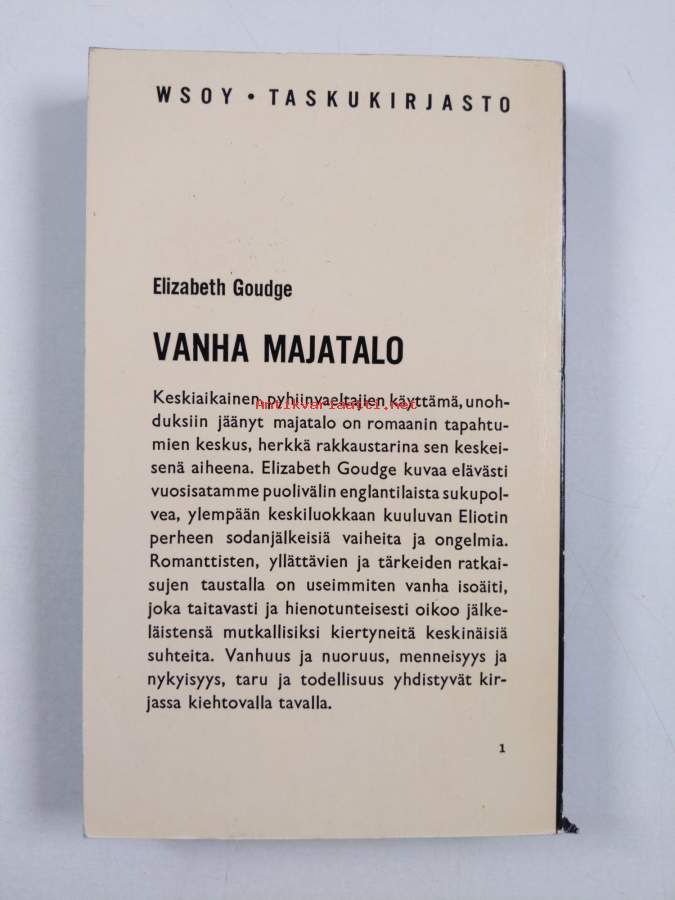 WSOY • TASKUKIRJASTO
Elizabeth Goudge
VANHA MAJATALO
Keskiaikainen pyhiinvaeltajien käyttämä, unoh-
Antikvariaatti.net
duksiin jäänyt majatalo on romaanin tapahtu-
mien keskus, herkkä rakkaustarina sen keskei-
senä aiheena. Elizabeth Goudge kuvaa elävästi
vuosisatamme puolivälin englantilaista sukupol-
vea, ylempään keskiluokkaan kuuluvan Eliotin
perheen sodanjälkeisiä vaiheita ja ongelmia.
Romanttisten, yllättävien ja tärkeiden ratkai-
sujen taustalla on useimmiten vanha isoäiti,
joka taitavasti ja hienotunteisesti oikoo jälke-
läistensä mutkallisiksi kiertyneitä keskinäisiä
suhteita. Vanhuus ja nuoruus, menneisyys ja
nykyisyys, taru ja todellisuus yhdistyvät kir-
jassa kiehtovalla tavalla.
1